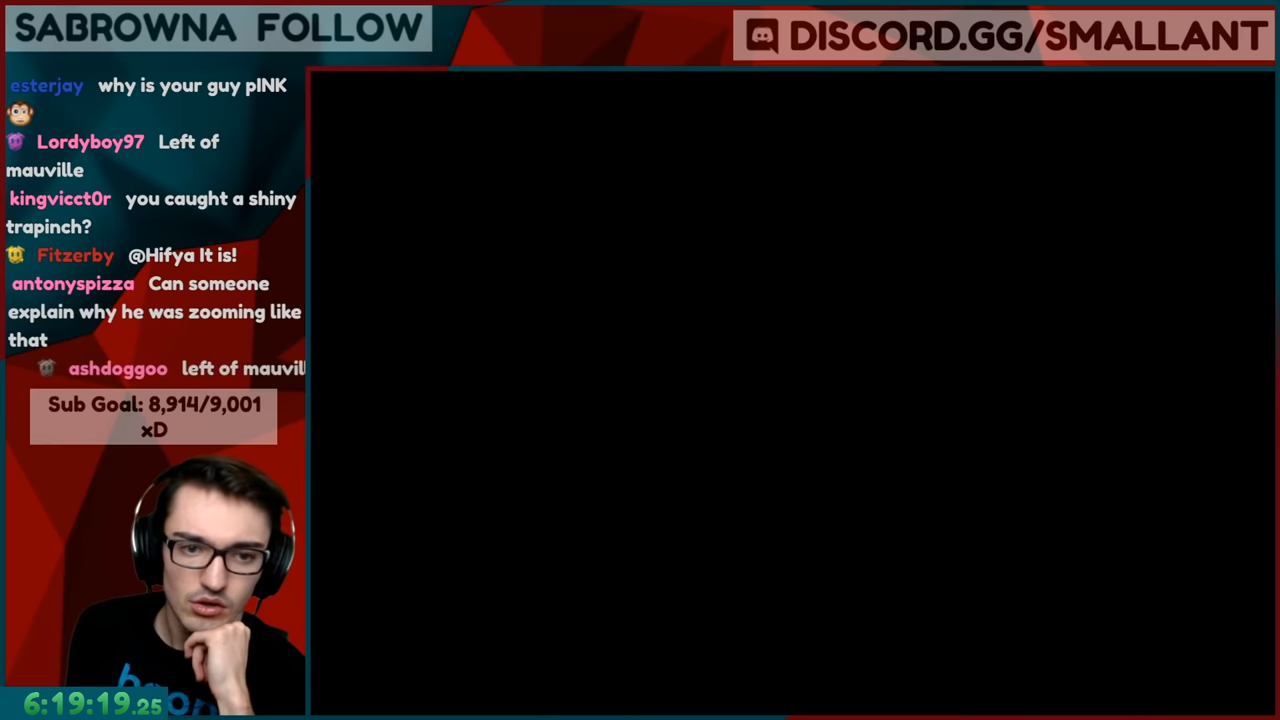 SABROWNA FOLLOW
DISCORD.GG/SMALLANT
esterjay why is your guy pINK
Lordyboy97 Left of
mauville
kingvicct0r you caught a shiny
trapinch?
Fitzerby @Hifya It is!
antonyspizza Can someone
explain why he was zooming like
that
ashdoggoo left of mauvil
Sub Goal: 8,914/9,001
xD
6:19:19.25